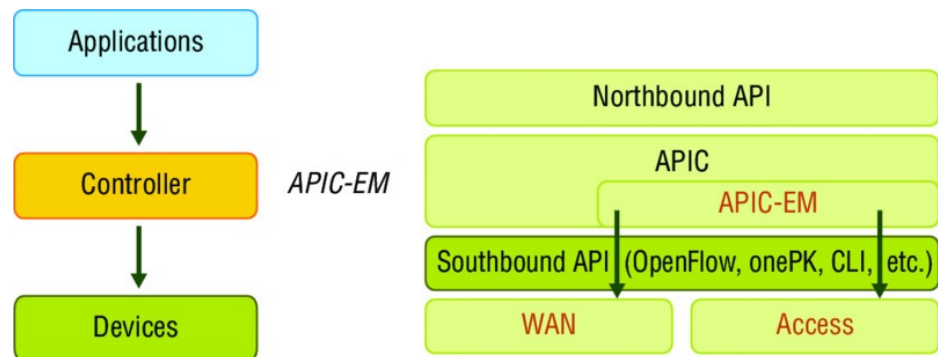 Applications
Controller
Devices
APIC-EM
Northbound API
APIC
APIC-EM
Southbound API (OpenFlow, onePK, CLI, etc.)
WAN
Access